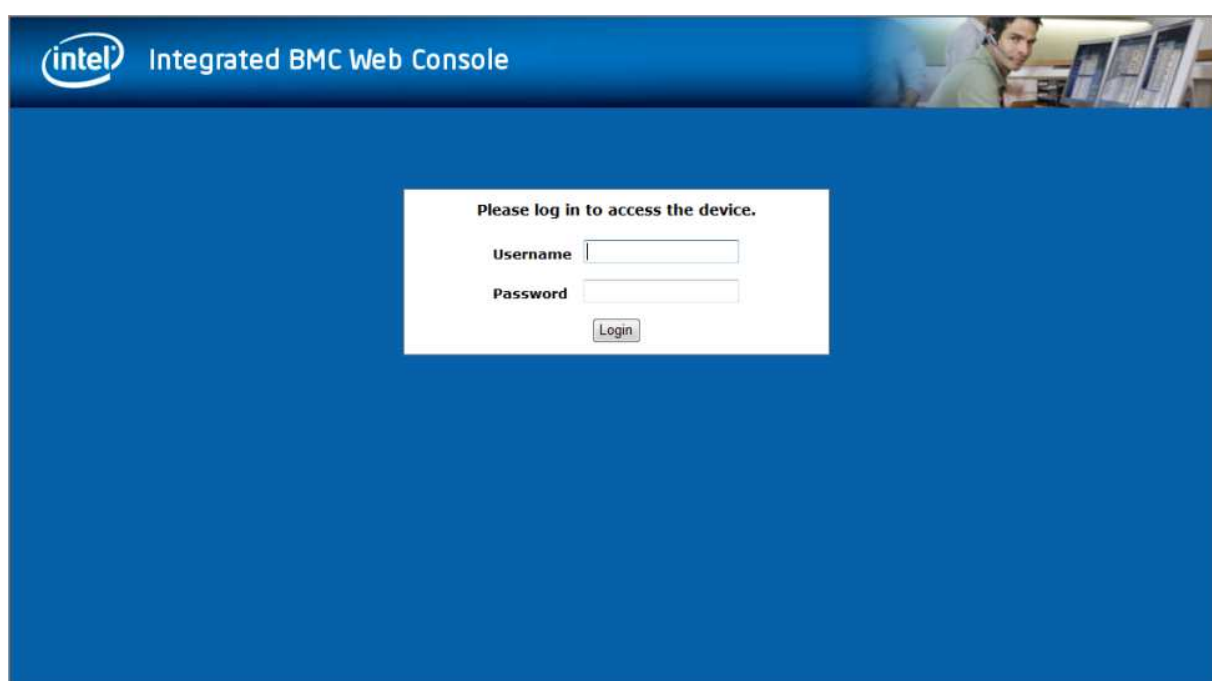 intel Integrated BMC Web Console
Please log in to access the device.
Username
Password
Login